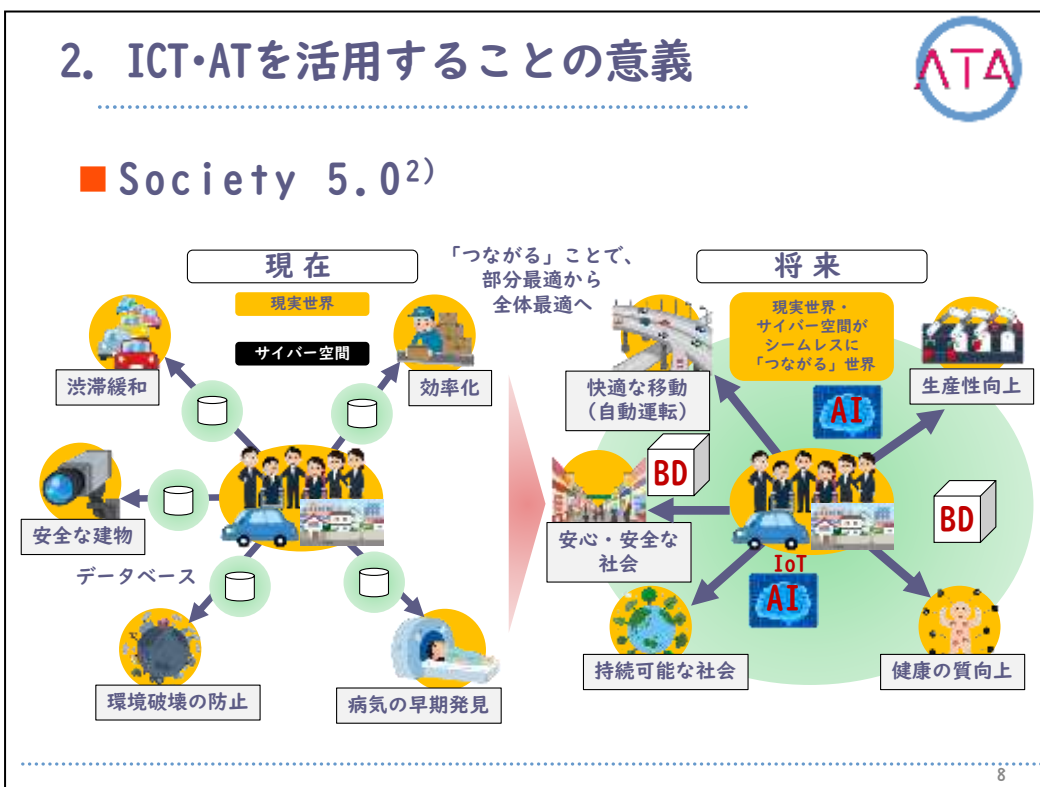 2. ICT・ATを活用することの意義
ATA
■Society 5.0²⁾
現在
現実世界
サイバー空間
渋滞緩和
効率化
安全な建物
データベース
環境破壊の防止
病気の早期発見
「つながる」ことで、
部分最適から
全体最適へ
将来
現実世界・
サイバー空間が
シームレスに
「つながる」世界
快適な移動
(自動運転)
生産性向上
AI
BD
BD
安心・安全な
社会
IoT
AI
持続可能な社会
健康の質向上
8